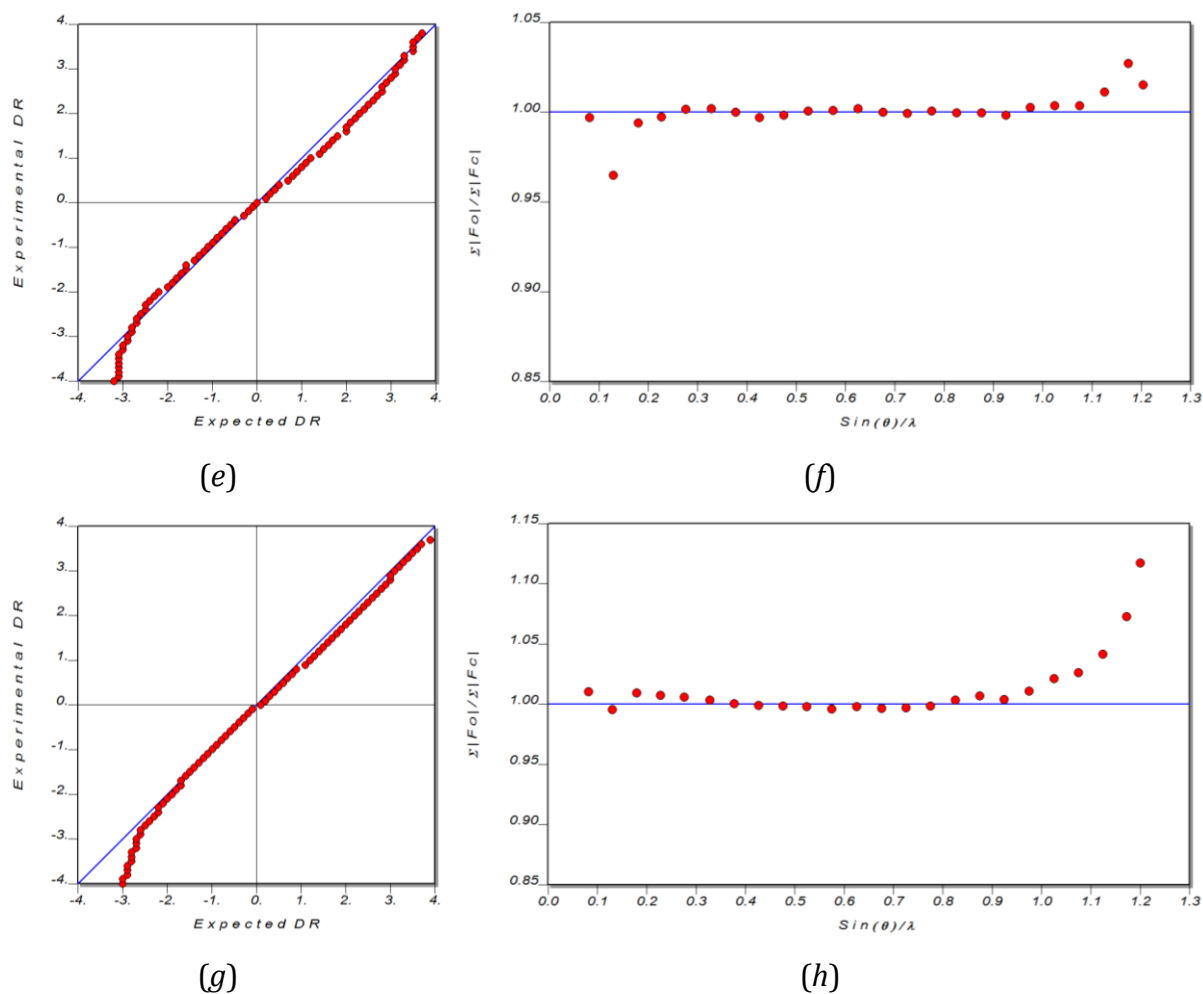 4.
3.
2.
1.
0.
-1.
-2.
-3.
-4.
-4. -3. -2. -1. 0. 1. 2. 3. 4.
Expected DR
Experimental DR
1.05
1.00
0.95
0.90
0.85
0.0 0.1 0.2 0.3 0.4 0.5 0.6 0.7 0.8 0.9 1.0 1.1 1.2 1.3
Sin(θ)/λ
Σ|Fo|/Σ|Fc|
(e)
(f)
4.
3.
2.
1.
0.
-1.
-2.
-3.
-4.
-4. -3. -2. -1. 0. 1. 2. 3. 4.
Expected DR
Experimental DR
1.15
1.10
1.05
1.00
0.95
0.90
0.85
0.0 0.1 0.2 0.3 0.4 0.5 0.6 0.7 0.8 0.9 1.0 1.1 1.2 1.3
Sin(θ)/λ
Σ|Fo|/Σ|Fc|
(g)
(h)